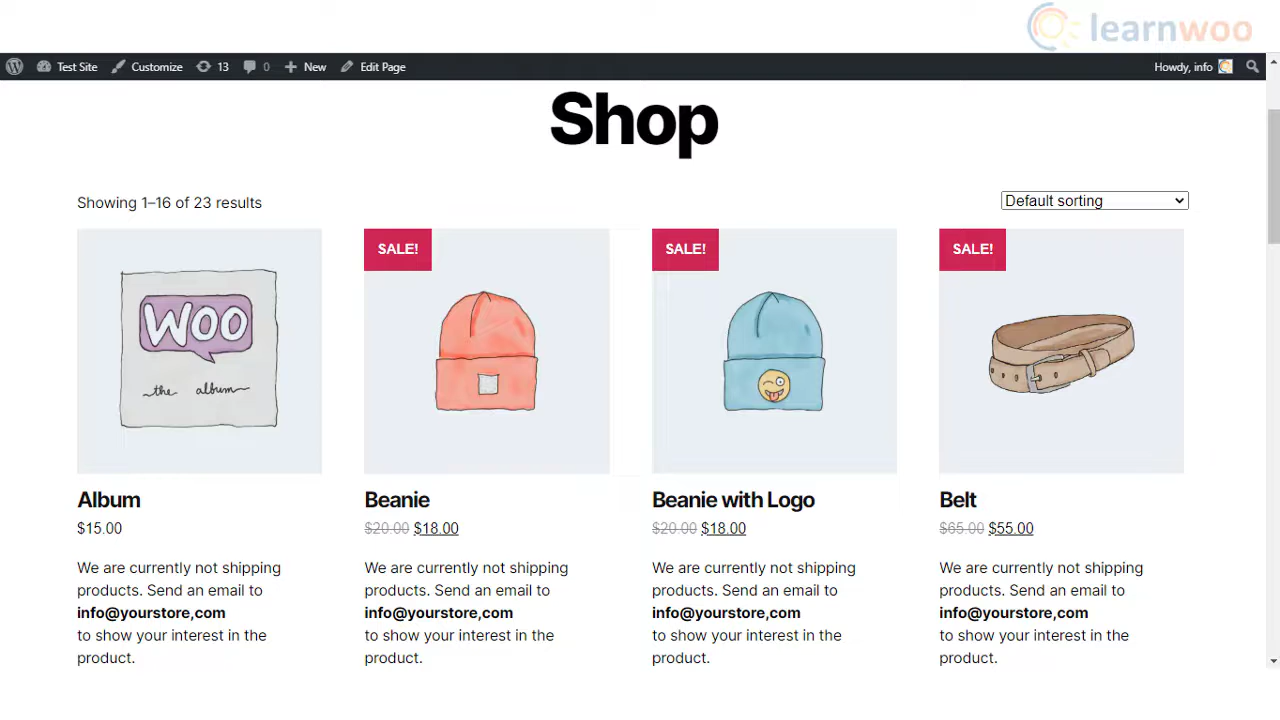 learnwoo
Test Site Customize 13 0 New Edit Page Howdy, info
Shop
Showing 1–16 of 23 results
Default sorting
WOO
the album
Album
$15.00
We are currently not shipping
products. Send an email to
info@yourstore,com
to show your interest in the
product.
SALE!
Beanie
$20.00 $18.00
We are currently not shipping
products. Send an email to
info@yourstore,com
to show your interest in the
product.
SALE!
Beanie with Logo
$20.00 $18.00
We are currently not shipping
products. Send an email to
info@yourstore,com
to show your interest in the
product.
SALE!
Belt
$65.00 $55.00
We are currently not shipping
products. Send an email to
info@yourstore,com
to show your interest in the
product.